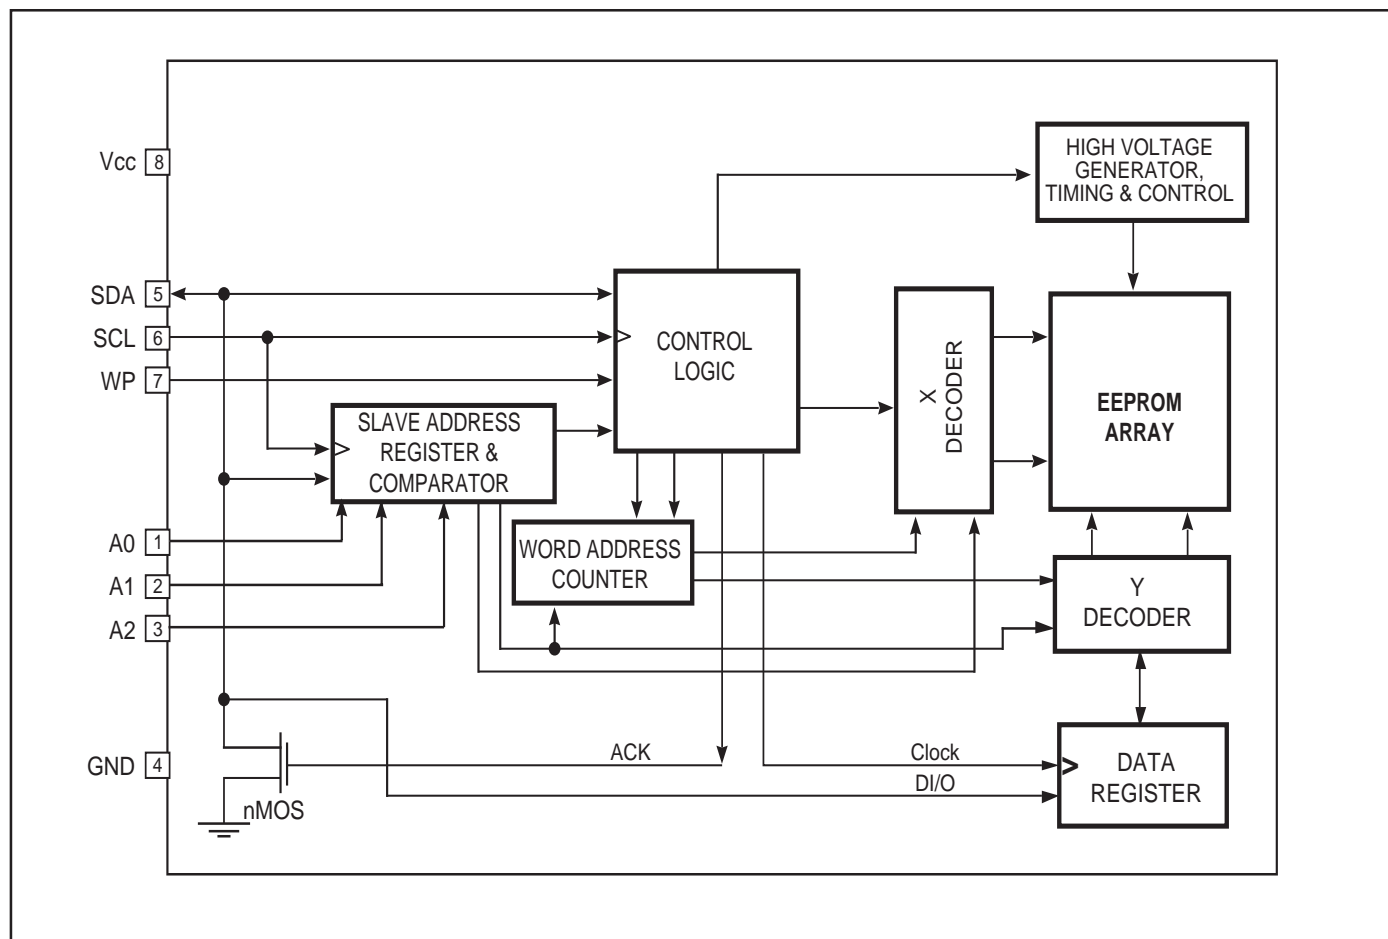 Vcc 8
HIGH VOLTAGE
GENERATOR,
TIMING & CONTROL
SDA 5
SCL 6
WP 7
CONTROL
LOGIC
X
DECODER
EEPROM
ARRAY
SLAVE ADDRESS
REGISTER &
COMPARATOR
A0 1
A1 2
A2 3
WORD ADDRESS
COUNTER
Y
DECODER
GND 4
nMOS
ACK
Clock
DI/O
DATA
REGISTER